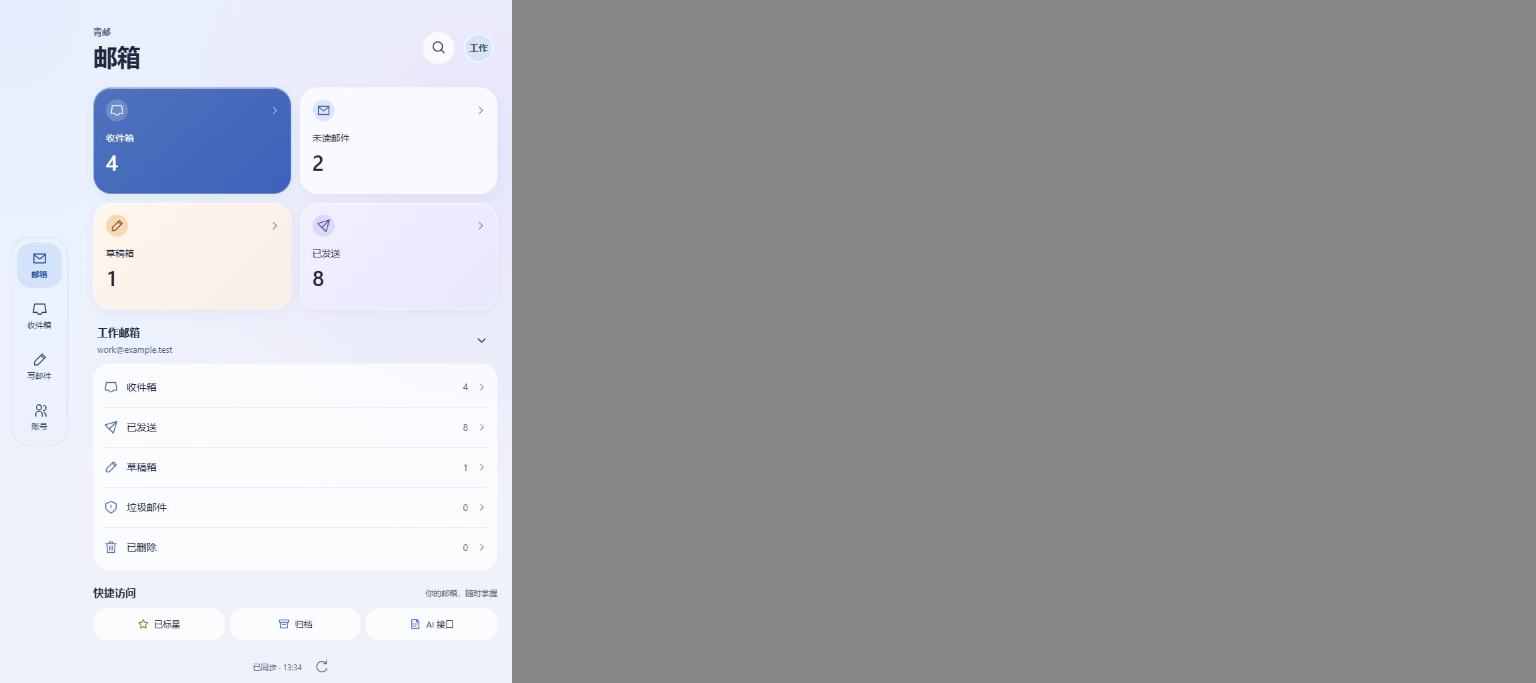 青邮
邮箱
工作
收件箱
4
未读邮件
2
草稿箱
1
已发送
8
邮箱
收件箱
写邮件
账号
工作邮箱
work@example.test
收件箱 4
已发送 8
草稿箱 1
垃圾邮件 0
已删除 0
快捷访问
你的邮箱，随时掌握
已标星
归档
AI 接口
已同步 · 13:34